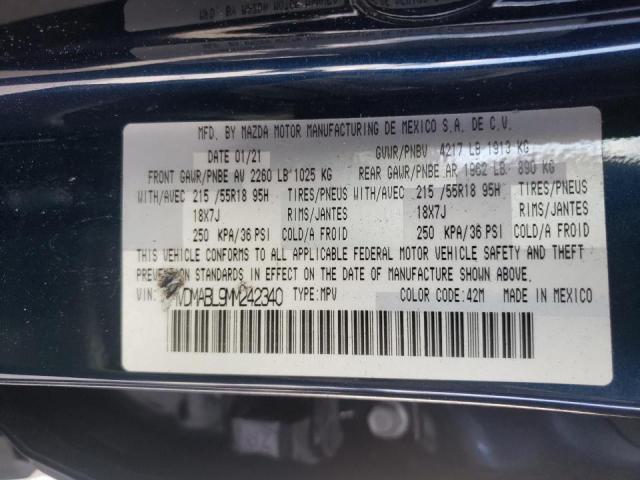 MFD. BY MAZDA MOTOR MANUFACTURING DE MEXICO S.A. DE C.V.
DATE 01/21 GVWR/PNBV 4217 LB 1913 KG
FRONT GAWR/PNBE AV 2260 LB 1025 KG REAR GAWR/PNBE AR 1962 LB 890 KG
WITH/AVEC 215 /55R18 95H TIRES/PNEUS WITH/AVEC 215 /55R18 95H TIRES/PNEUS
18X7J RIMS/JANTES 18X7J RIMS/JANTES
250 KPA/36 PSI COLD/A FROID 250 KPA/36 PSI COLD/A FROID
THIS VEHICLE CONFORMS TO ALL APPLICABLE FEDERAL MOTOR VEHICLE SAFETY AND THEFT
PREVENTION STANDARDS IN EFFECT ON THE DATE OF MANUFACTURE SHOWN ABOVE.
VIN: MVDMABL9MM242340 TYPE:MPV COLOR CODE:42M MADE IN MEXICO